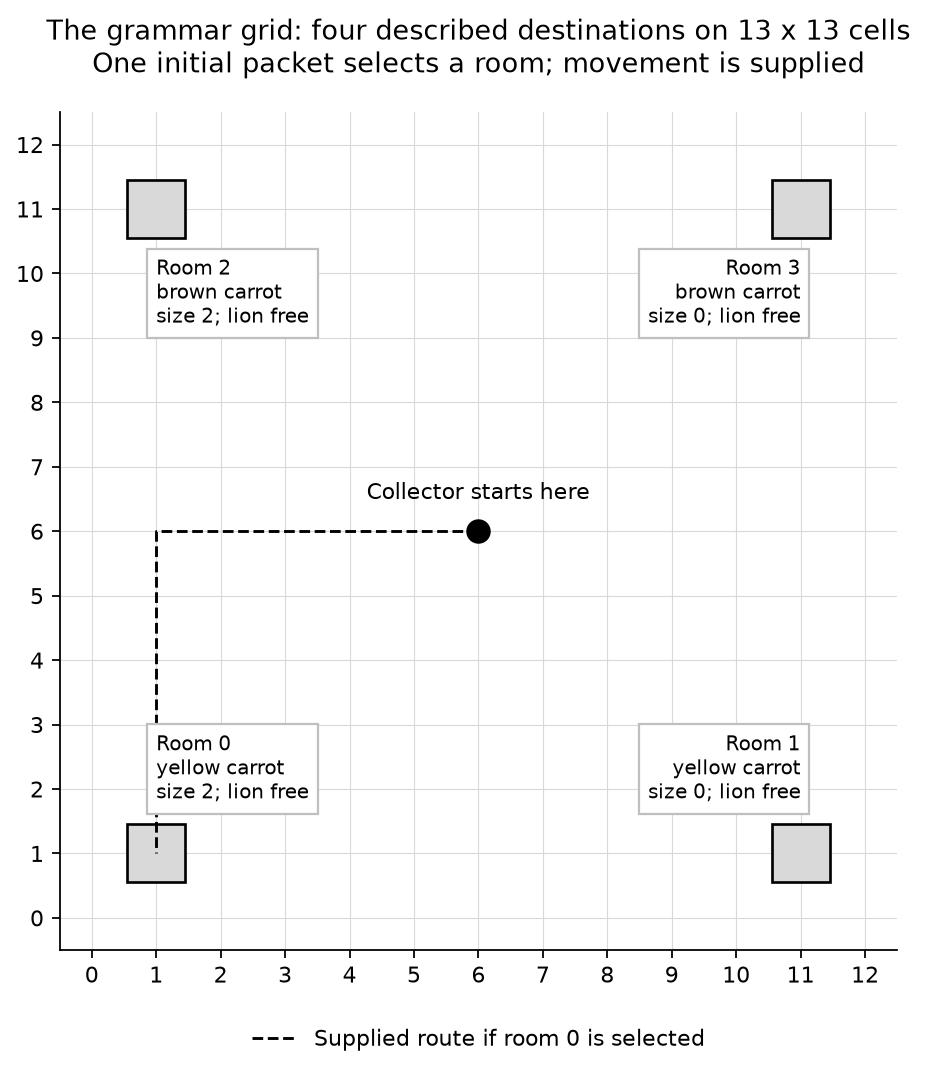 The grammar grid: four described destinations on 13 x 13 cells
One initial packet selects a room; movement is supplied
12
11
10
9
8
7
6
5
4
3
2
1
0
Room 2
brown carrot
size 2; lion free
Room 3
brown carrot
size 0; lion free
Collector starts here
Room 0
yellow carrot
size 2; lion free
Room 1
yellow carrot
size 0; lion free
0 1 2 3 4 5 6 7 8 9 10 11 12
Supplied route if room 0 is selected